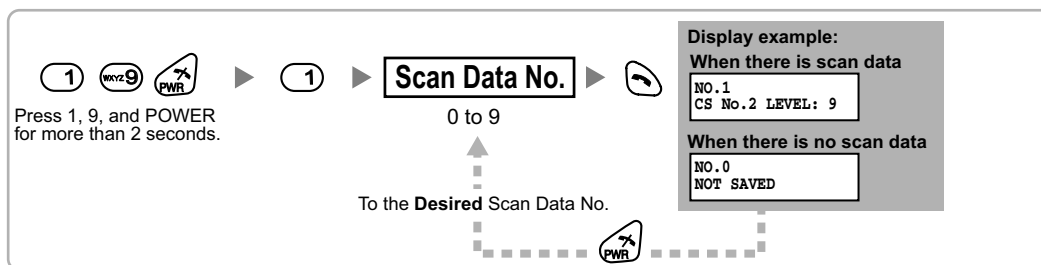 1 WXYZ9 PWR
Press 1, 9, and POWER
for more than 2 seconds.
1
Scan Data No.
0 to 9
To the Desired Scan Data No.
PWR
Display example:
When there is scan data
NO.1
CS No.2 LEVEL: 9
When there is no scan data
NO.0
NOT SAVED